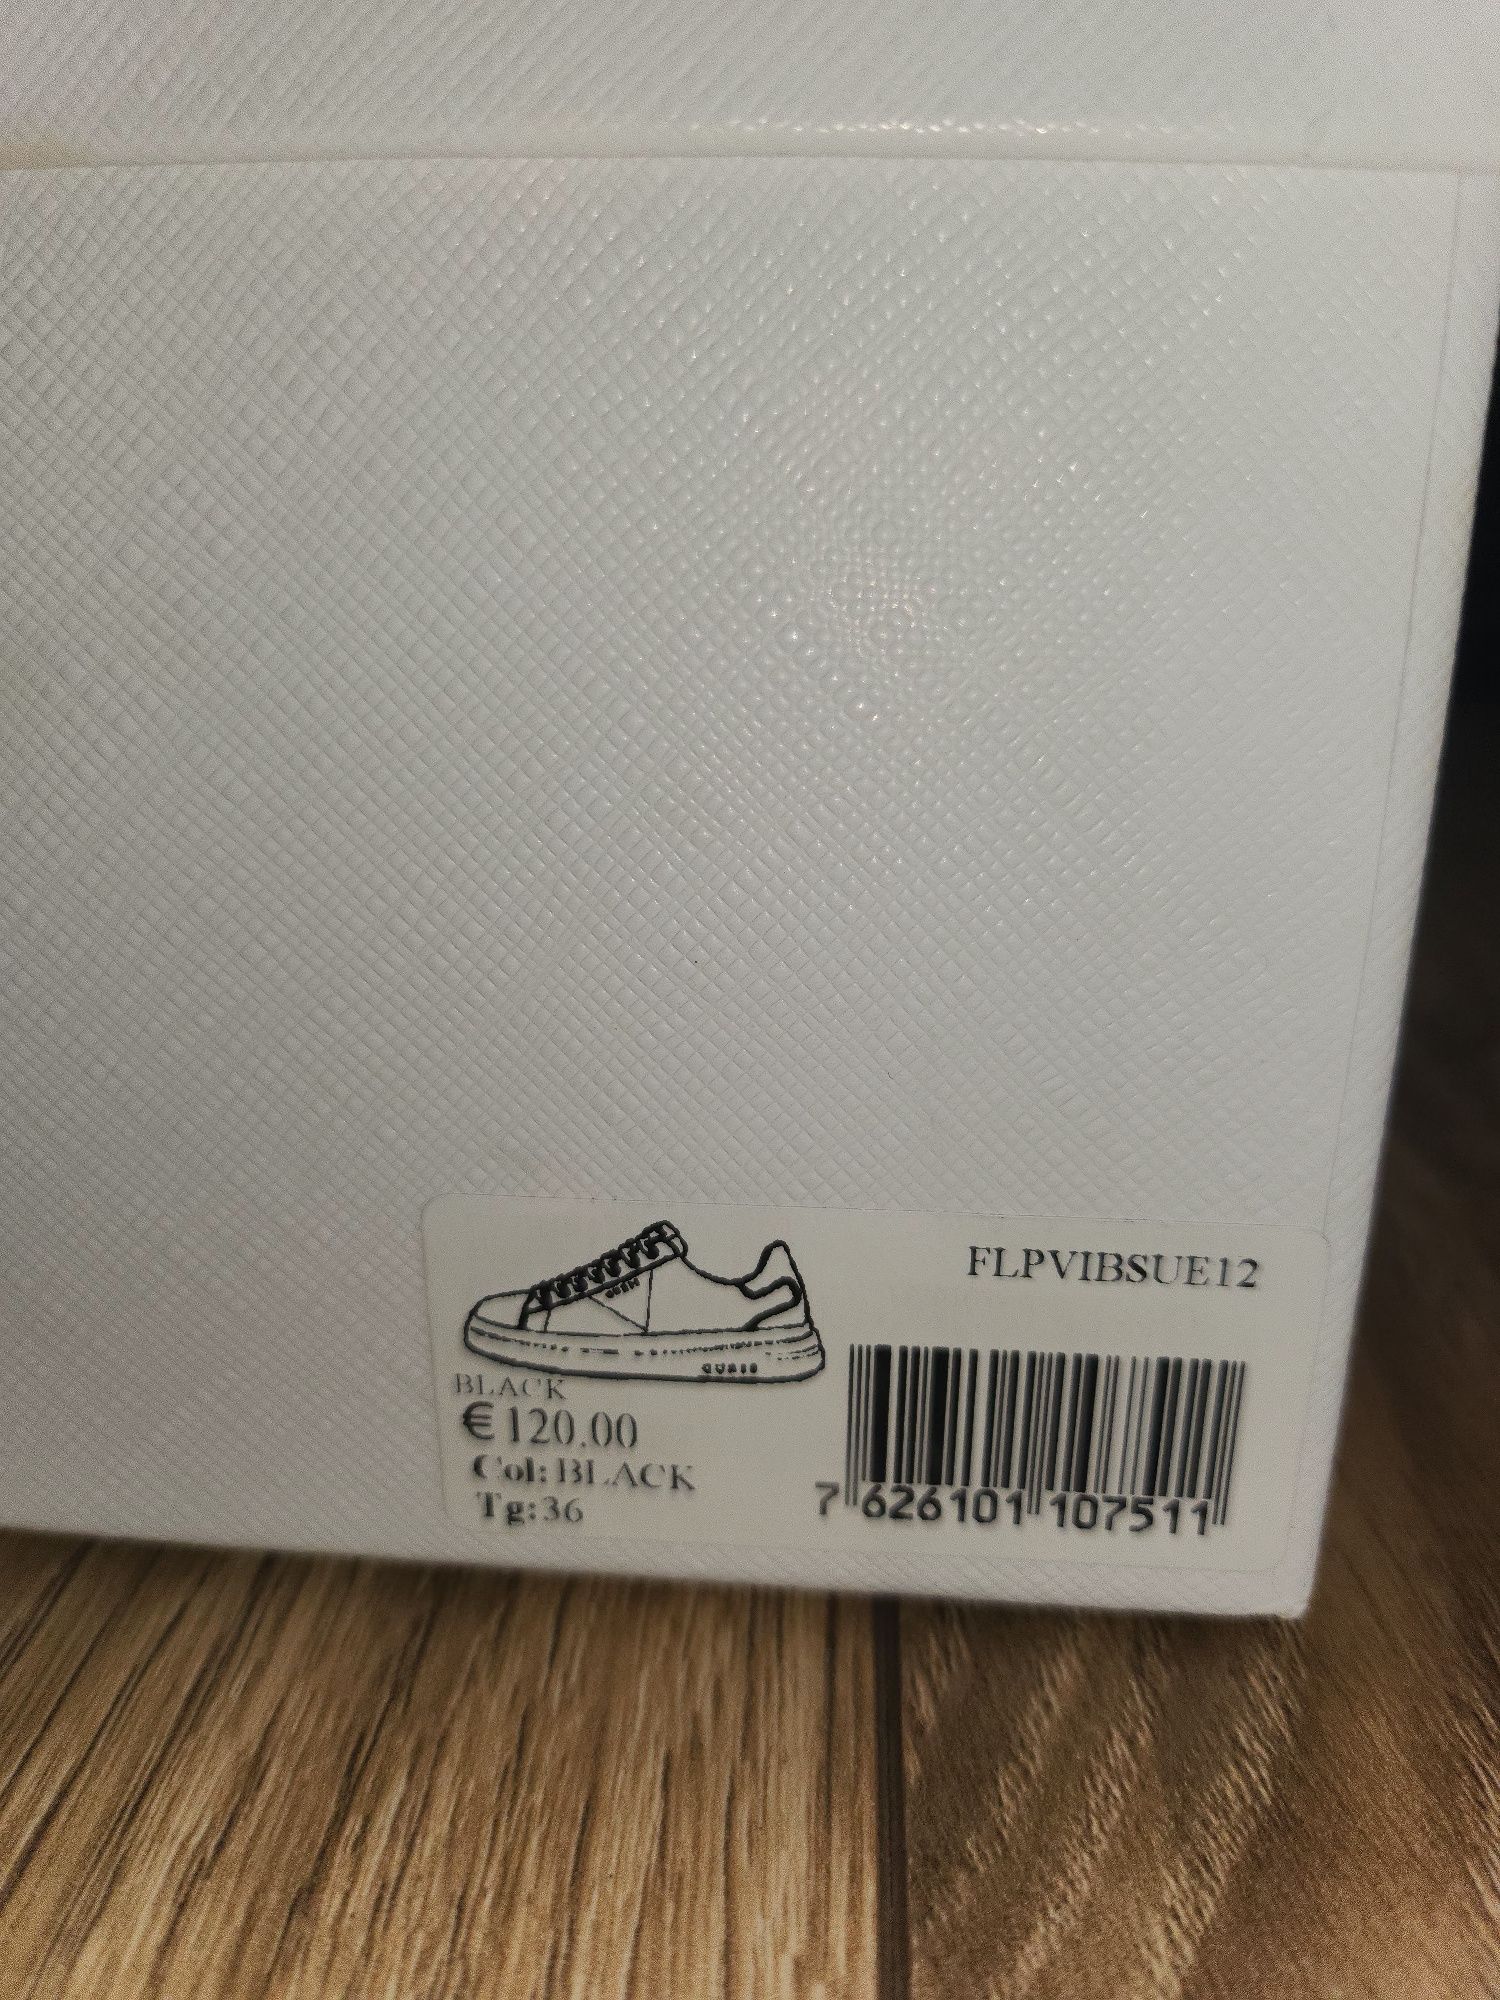 FLPVIBSUE12
BLACK
€120.00
Col: BLACK
Tg: 36
7 626101 107511